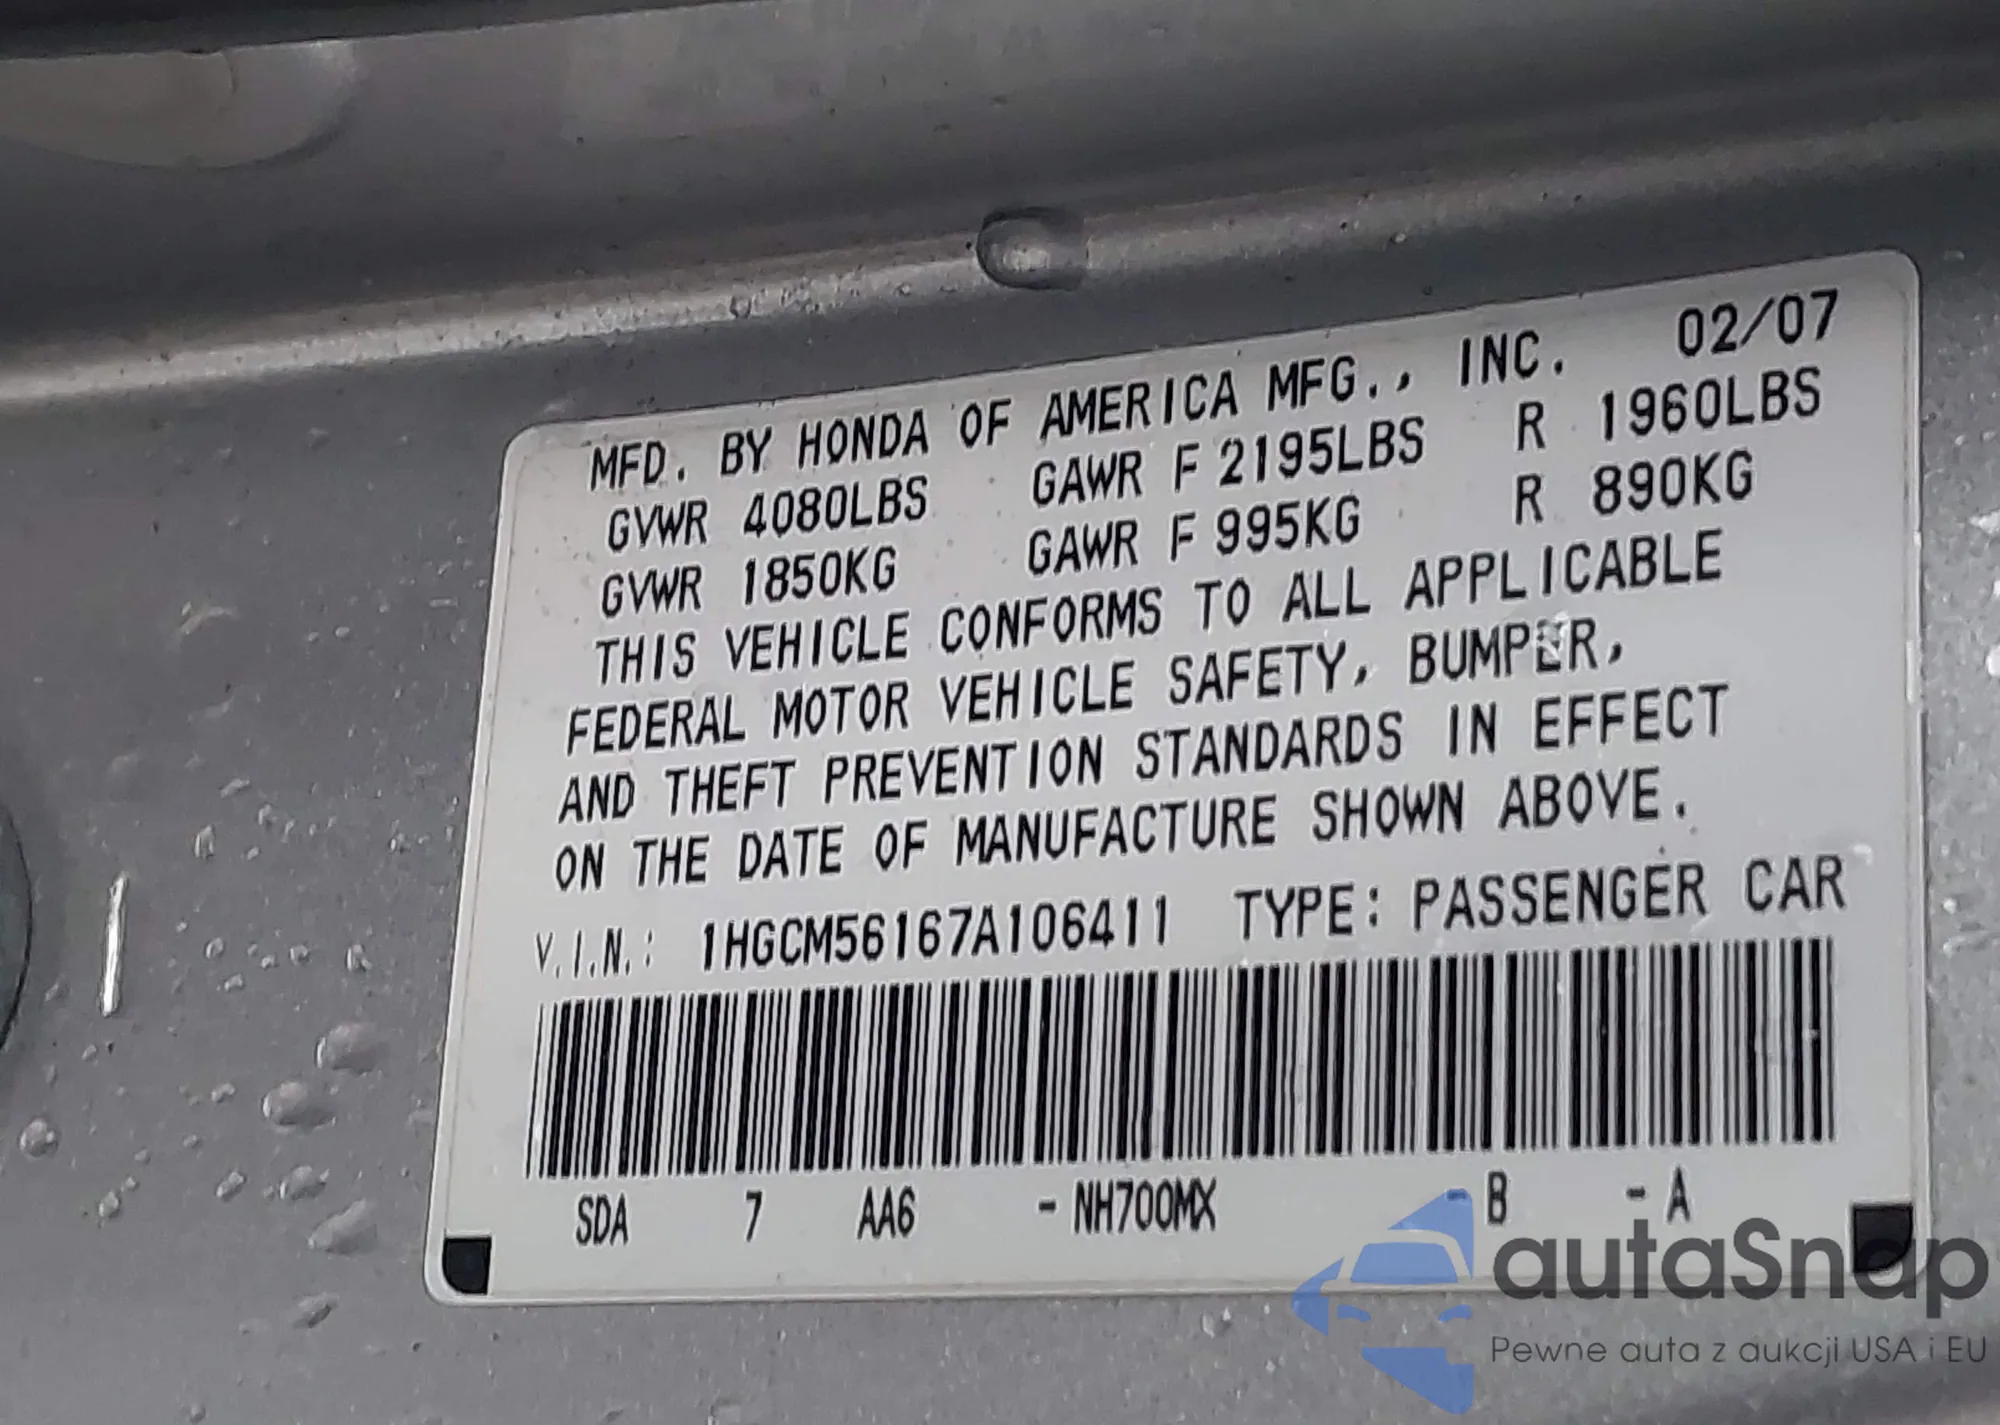 MFD. BY HONDA OF AMERICA MFG., INC. 02/07
GVWR 4080LBS GAWR F 2195LBS R 1960LBS
GVWR 1850KG GAWR F 995KG R 890KG
THIS VEHICLE CONFORMS TO ALL APPLICABLE
FEDERAL MOTOR VEHICLE SAFETY, BUMPER,
AND THEFT PREVENTION STANDARDS IN EFFECT
ON THE DATE OF MANUFACTURE SHOWN ABOVE.
V.I.N.: 1HGCM56167A106411 TYPE: PASSENGER CAR
SDA 7 AA6 - NH700MX - B - A
autaSnap
Pewne auta z aukcji USA i EU